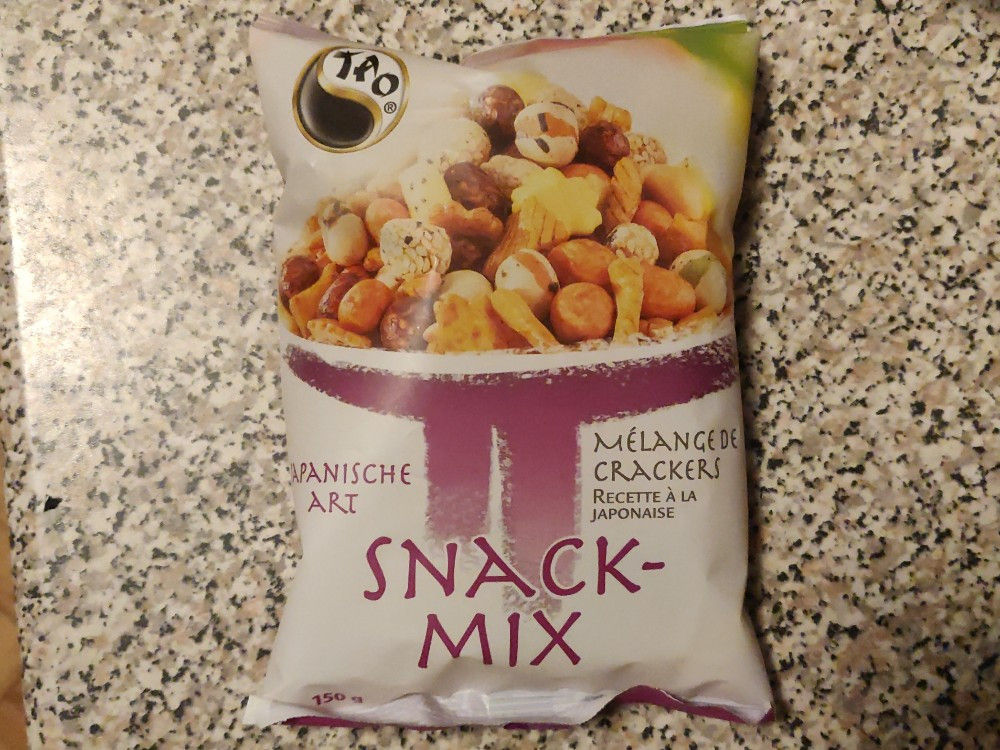 TAO®
JAPANISCHE
ART
MÉLANGE DE
CRACKERS
RECETTE À LA
JAPONAISE
SNACK-
MIX
150 g